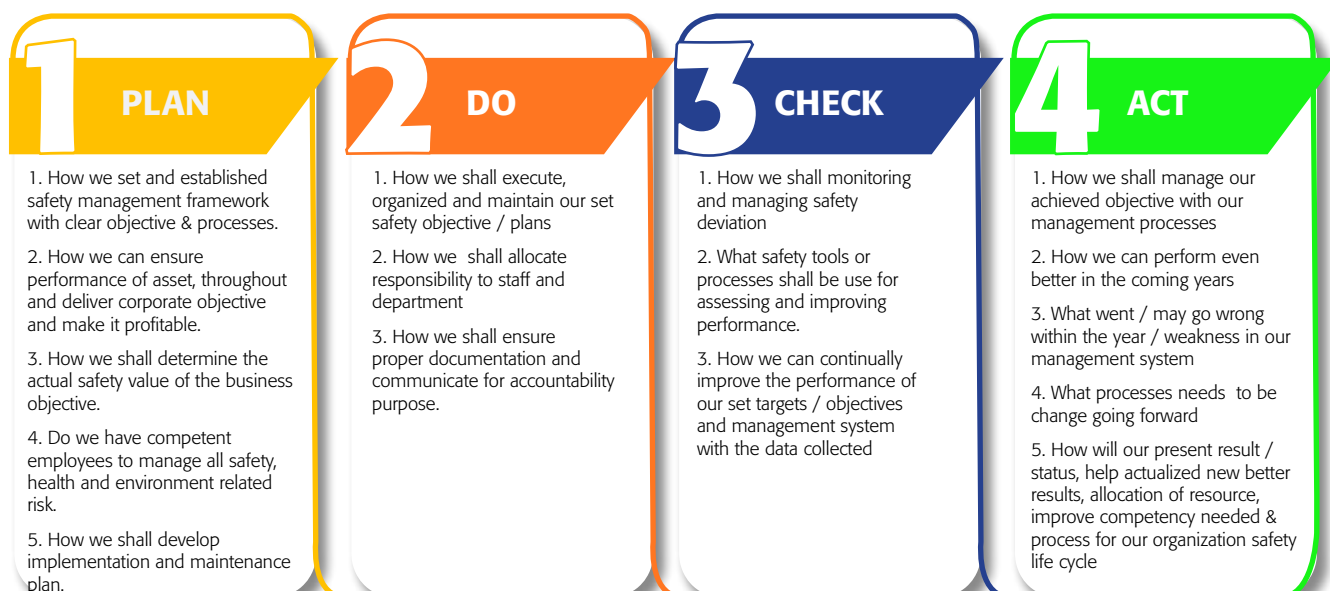 1 PLAN
1. How we set and established
safety management framework
with clear objective & processes.
2. How we can ensure
performance of asset, throughout
and deliver corporate objective
and make it profitable.
3. How we shall determine the
actual safety value of the business
objective.
4. Do we have competent
employees to manage all safety,
health and environment related
risk.
5. How we shall develop
implementation and maintenance
plan.
2 DO
1. How we shall execute,
organized and maintain our set
safety objective / plans
2. How we  shall allocate
responsibility to staff and
department
3. How we shall ensure
proper documentation and
communicate for accountability
purpose.
3 CHECK
1. How we shall monitoring
and managing safety
deviation
2. What safety tools or
processes shall be use for
assessing and improving
performance.
3. How we can continually
improve the performance of
our set targets / objectives
and management system
with the data collected
4 ACT
1. How we shall manage our
achieved objective with our
management processes
2. How we can perform even
better in the coming years
3. What went / may go wrong
within the year / weakness in our
management system
4. What processes needs  to be
change going forward
5. How will our present result /
status, help actualized new better
results, allocation of resource,
improve competency needed &
process for our organization safety
life cycle